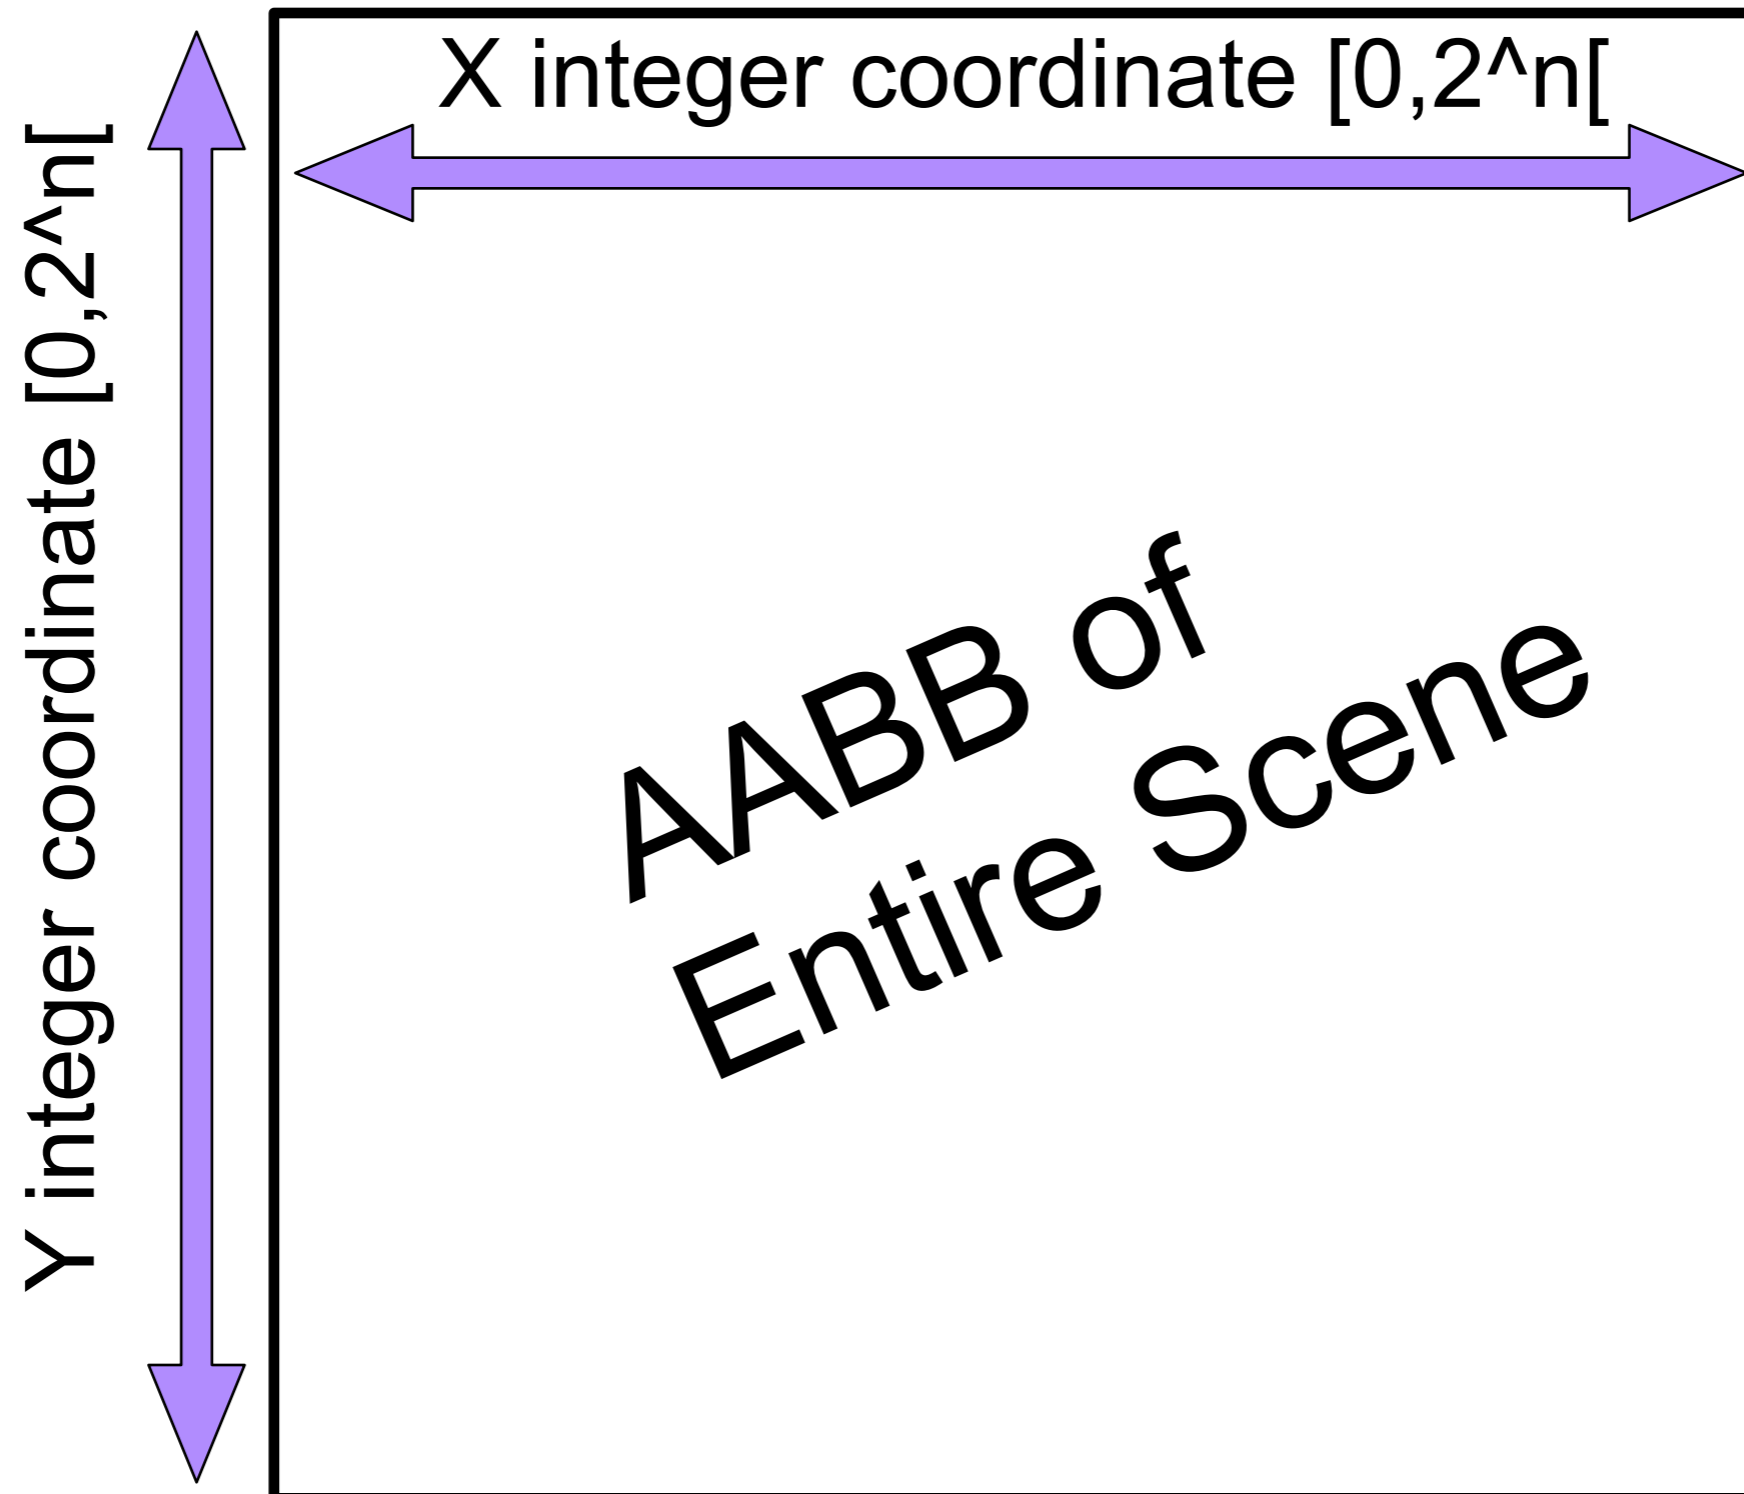 X integer coordinate [0,2^n[
Y integer coordinate [0,2^n[
AABB of
Entire Scene